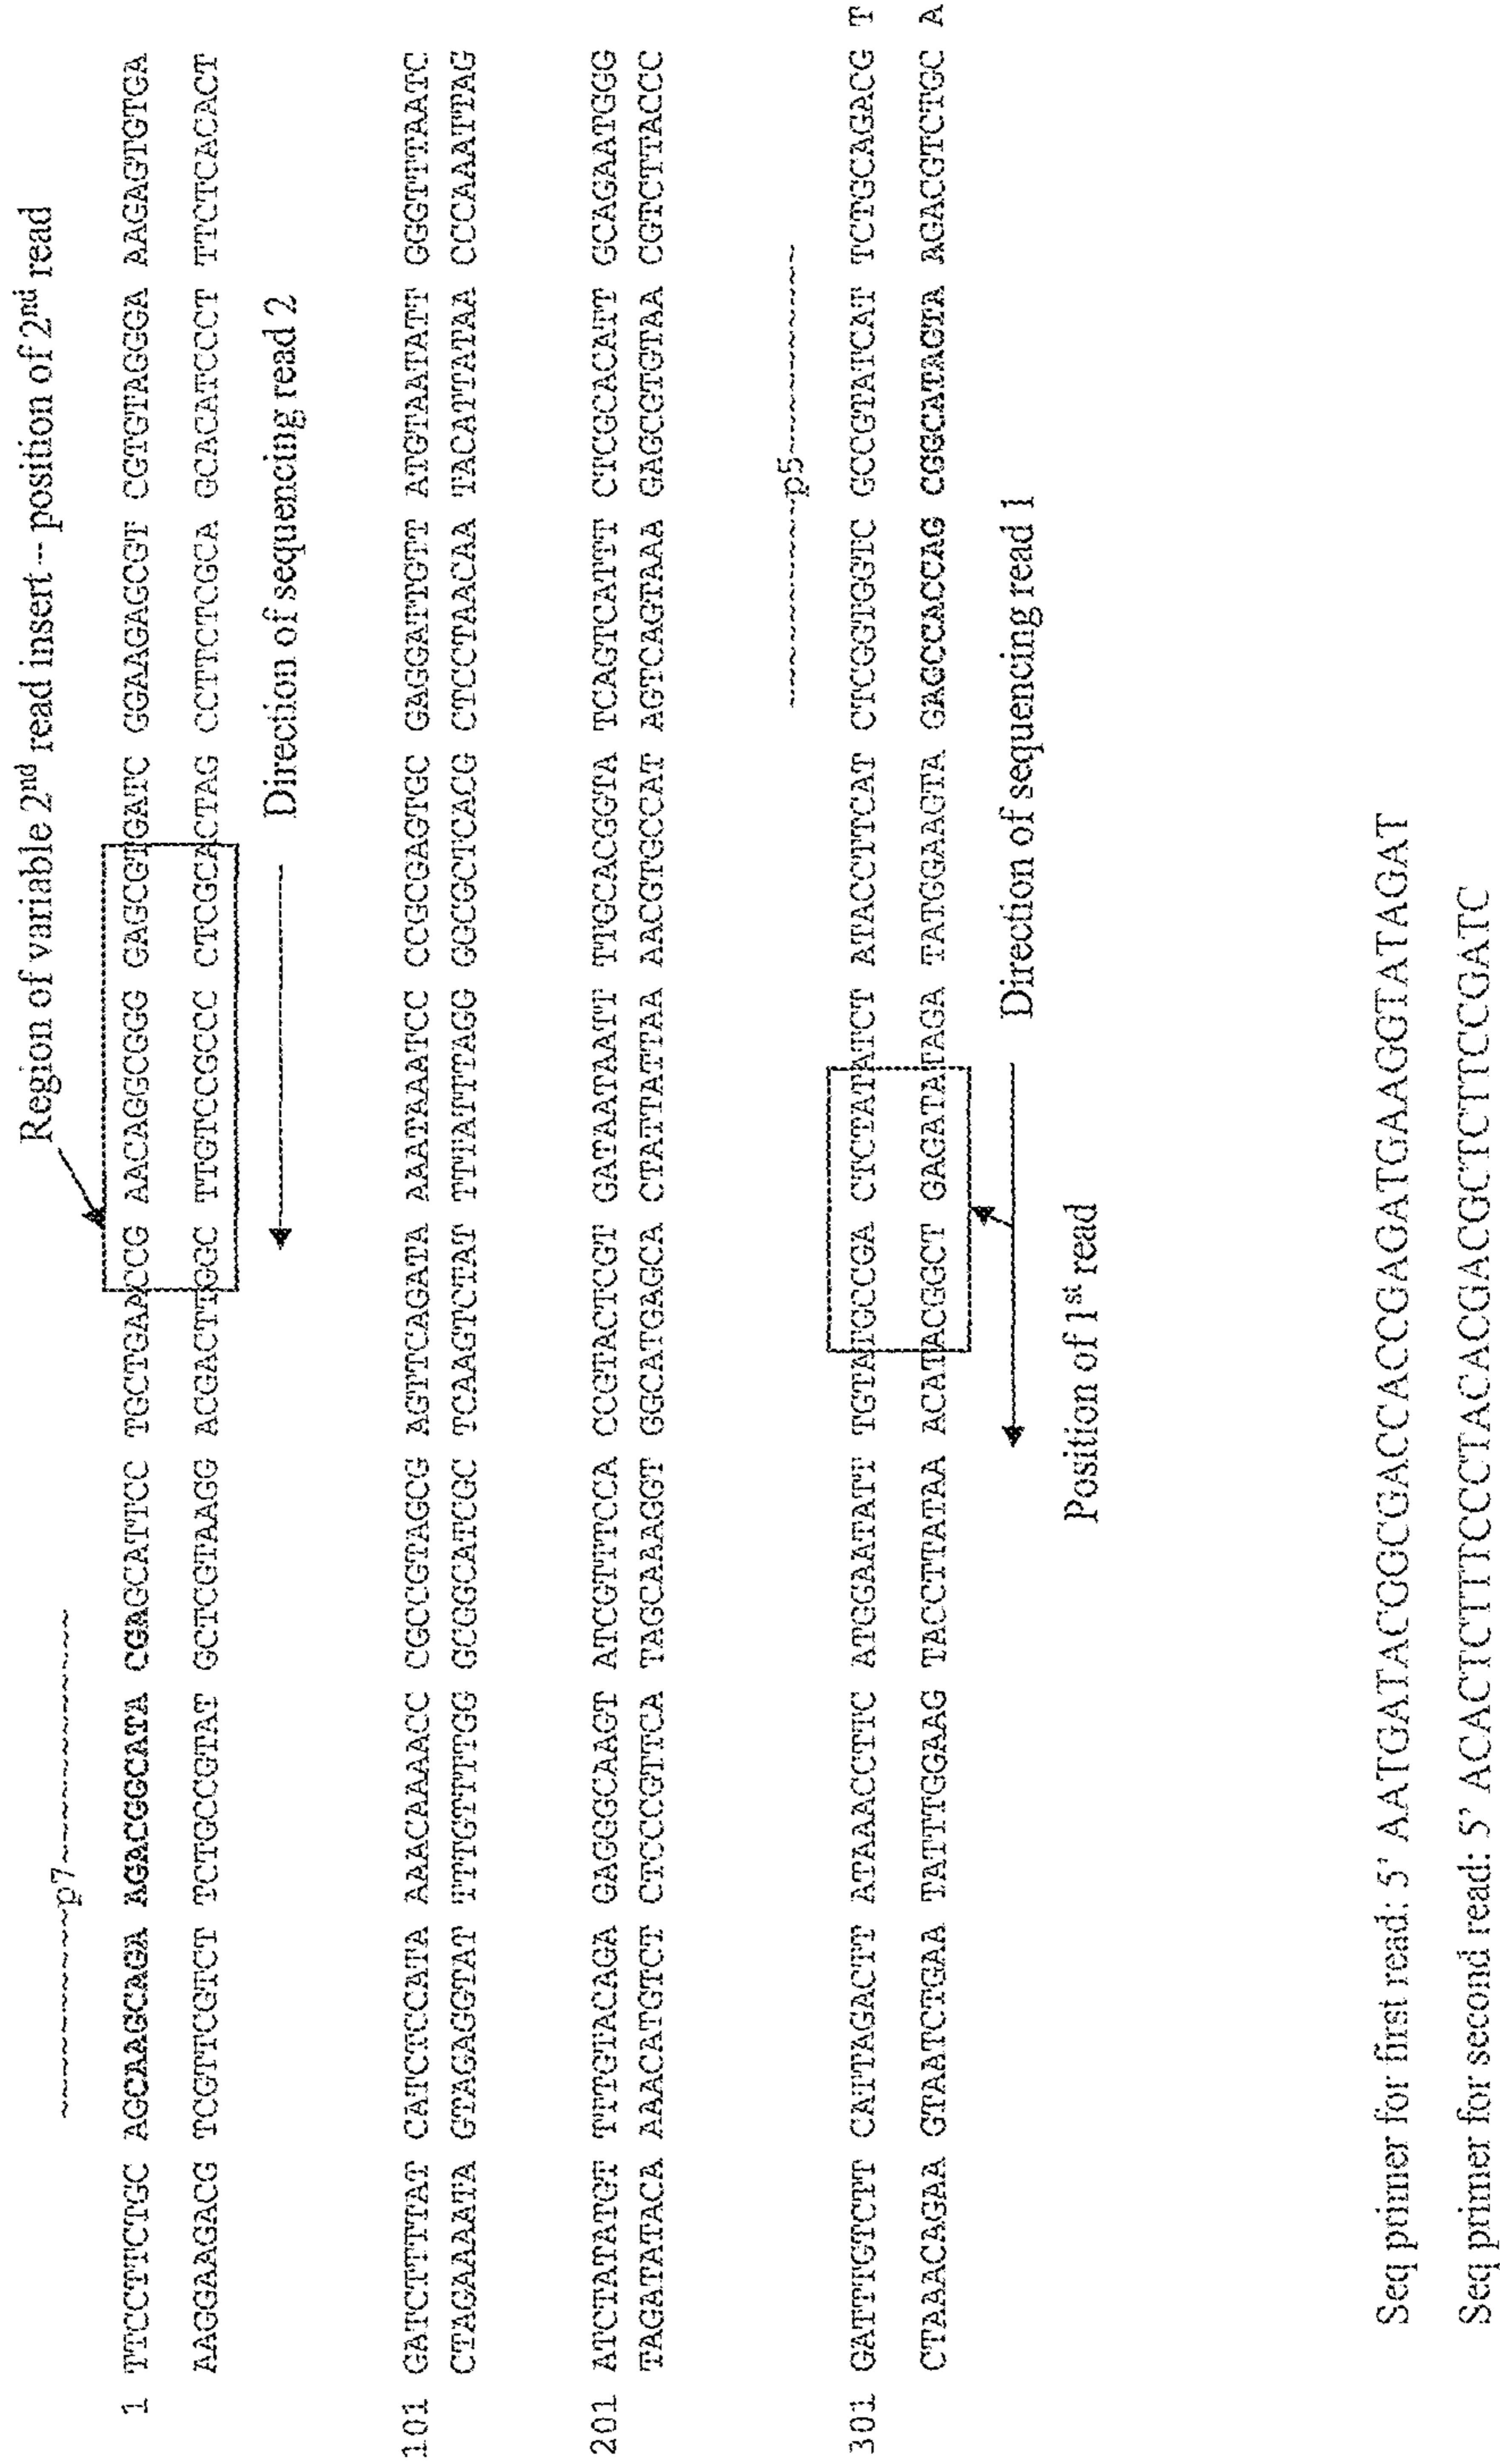 Region of variable 2nd read insert -- position of 2nd read
~~~~~~~~~~p7~~~~~~~~~~~~~
1 TTCCTTCTGC AGCAAGCAGA AGACGGCATA CGAGCATTCC TGCTGAACCG AACAGGCGGG GAGCGTGATC GGAAGAGCGT CGTGTAGGGA AAGAGTGTGA
AAGGAAGACG TCGTTCGTCT TCTGCCGTAT GCTCGTAAGG ACGACTTGGC TTGTCCGCCC CTCGCACTAG CCTTCTCGCA GCACATCCCT TTCTCACACT
Direction of sequencing read 2
101 GATCTTTTAT CATCTCCATA AAACAAAACC CGCCGTAGCG AGTTCAGATA AAATAAATCC CCGCGAGTGC GAGGATTGTT ATGTAATATT GGGTTTAATC
CTAGAAAATA GTAGAGGTAT TTTGTTTTGG GCGGCATCGC TCAAGTCTAT TTTATTTAGG GGCGCTCACG CTCCTAACAA TACATTATAA CCCAAATTAG
201 ATCTATATGT TTTGTACAGA GAGGGCAAGT ATCGTTTCCA CCGTACTCGT GATAATAATT TTGCACGGTA TCAGTCATTT CTCGCACATT GCAGAATGGG
TAGATATACA AAACATGTCT CTCCCGTTCA TAGCAAAGGT GGCATGAGCA CTATTATTAA AACGTGCCAT AGTCAGTAAA GAGCGTGTAA CGTCTTACCC
~~~~~~~~~~p5~~~~~~~~~~~
301 GATTTGTCTT CATTAGACTT ATAAACCTTC ATGGAATATT TGTATGCCGA CTCTATATCT ATACCTTCAT CTCGGTGGTC GCCGTATCAT TCTGCAGACG T
CTAAACAGAA GTAATCTGAA TATTTGGAAG TACCTTATAA ACATACGGCT GAGATATAGA TATGGAAGTA GAGCCACCAG CGGCATAGTA AGACGTCTGC A
Direction of sequencing read 1
Position of 1st read
Seq primer for first read: 5' AATGATACGGCGACCACCGAGATGAAGGTATAGAT
Seq primer for second read: 5' ACACTCTTTCCCTACACGACGCTCTTCCGATC